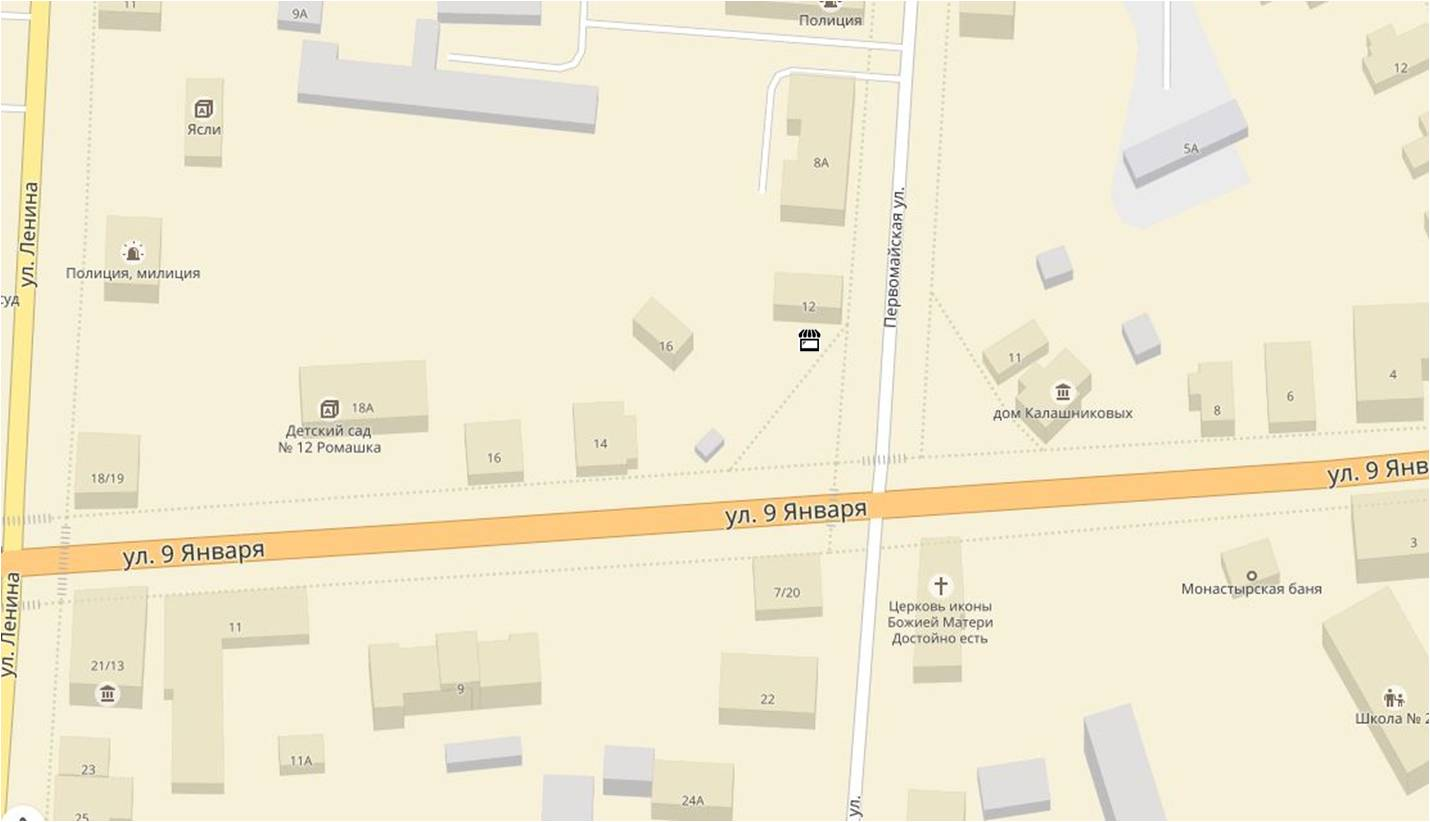 11
9А
Полиция
12
Ясли
5А
8А
ул. Ленина
Первомайская ул.
Полиция, милиция
суд
12
16
11
4
дом Калашниковых
6
8
18А
Детский сад
№ 12 Ромашка
14
16
18/19
ул. 9 Янв
ул. 9 Января
ул. 9 Января
3
7/20
Монастырская баня
Церковь иконы
Божией Матери
Достойно есть
ул. Ленина
11
21/13
9
22
Школа № 2
11А
23
24А
25
ул.